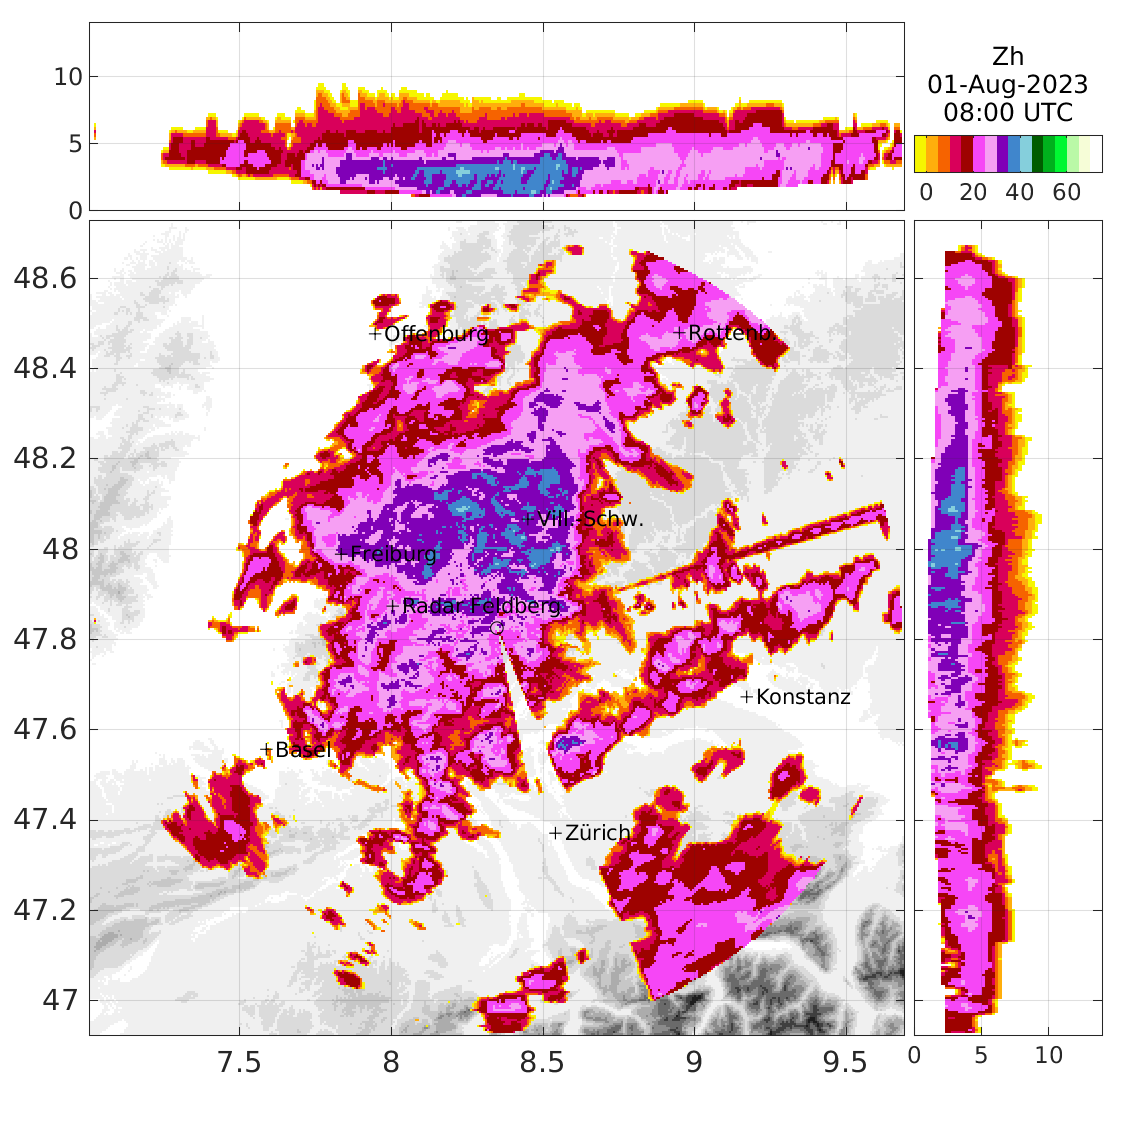 10
5
0
Zh
01-Aug-2023
08:00 UTC
0 20 40 60
48.6
48.4
48.2
48
47.8
47.6
47.4
47.2
47
+Offenburg
+Rottenb.
+Vill.-Schw.
+Freiburg
+Radar Feldberg
+Konstanz
+Basel
+Zürich
7.5 8 8.5 9 9.5
0 5 10